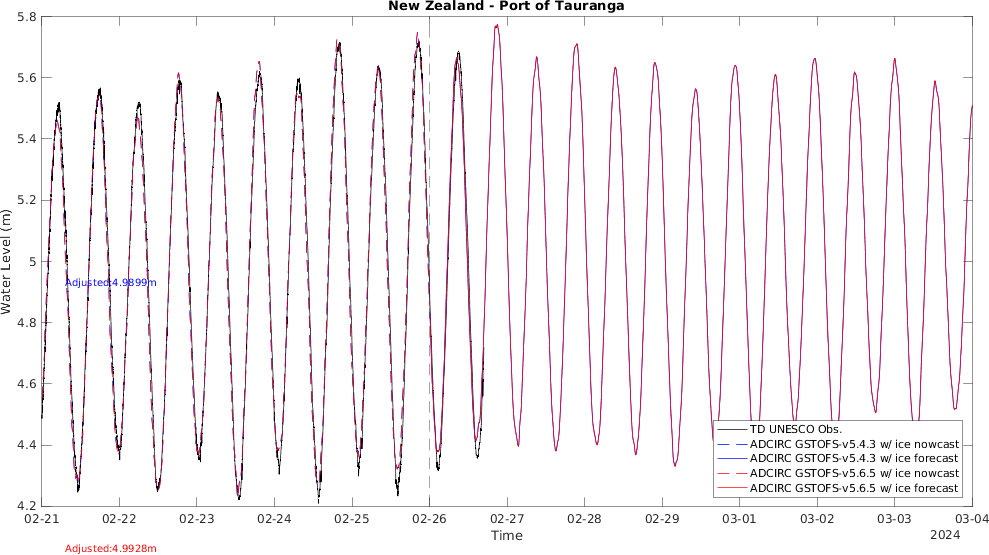 New Zealand - Port of Tauranga
5.8
5.6
5.4
5.2
5
4.8
4.6
4.4
4.2
Water Level (m)
Adjusted:4.9899m
TD UNESCO Obs.
ADCIRC GSTOFS-v5.4.3 w/ ice nowcast
ADCIRC GSTOFS-v5.4.3 w/ ice forecast
ADCIRC GSTOFS-v5.6.5 w/ ice nowcast
ADCIRC GSTOFS-v5.6.5 w/ ice forecast
02-21 02-22 02-23 02-24 02-25 02-26 02-27 02-28 02-29 03-01 03-02 03-03 03-04
Time
2024
Adjusted:4.9928m